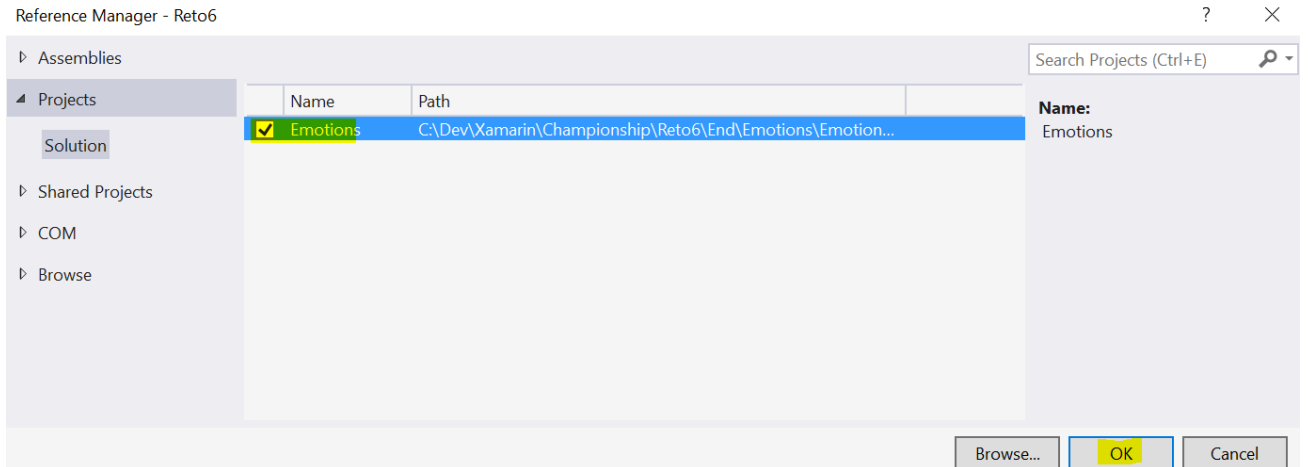 Reference Manager - Reto6
Assemblies
Projects
Solution
Shared Projects
COM
Browse
Name Path
Emotions C:\Dev\Xamarin\Championship\Reto6\End\Emotions\Emotion...
Search Projects (Ctrl+E)
Name:
Emotions
Browse... OK Cancel